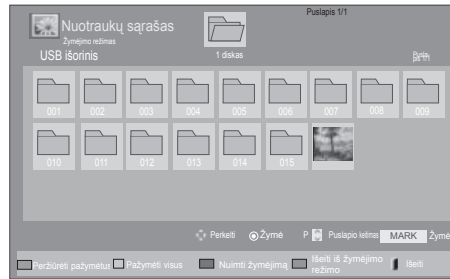 Puslapis 1/1
Nuotraukų sąrašas
Žymėjimo režimas
USB išorinis
1 diskas
001 002 003 004 005 006 007 008 009
010 011 012 013 014 015
Perkelti Žymė P Puslapio keitimas MARK Žymė
Peržiūrėti pažymėtus Pažymėti visus Nuimti žymėjimą Išeiti iš žymėjimo režimo Išeiti